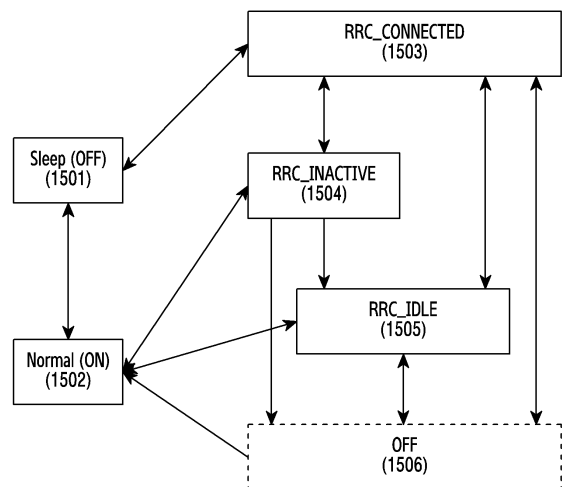 RRC_CONNECTED
(1503)
Sleep (OFF)
(1501)
RRC_INACTIVE
(1504)
RRC_IDLE
(1505)
Normal (ON)
(1502)
OFF
(1506)